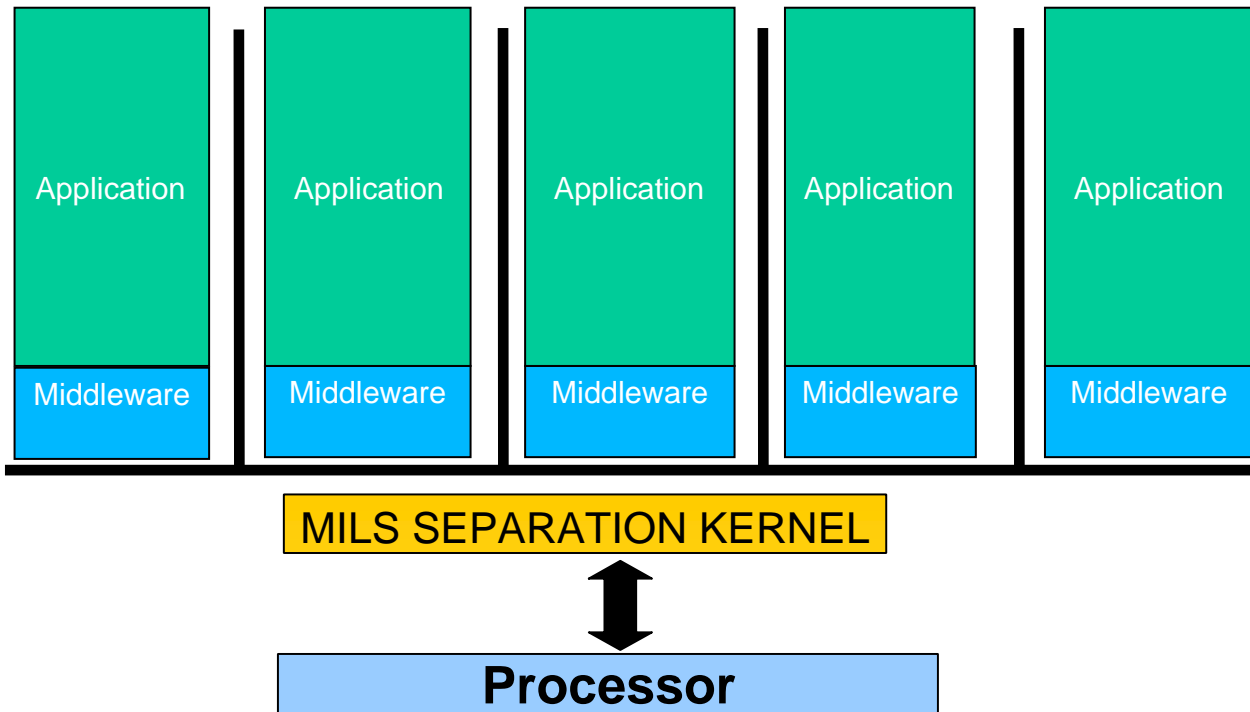 Application
Application
Application
Application
Application
Middleware
Middleware
Middleware
Middleware
Middleware
MILS SEPARATION KERNEL
Processor